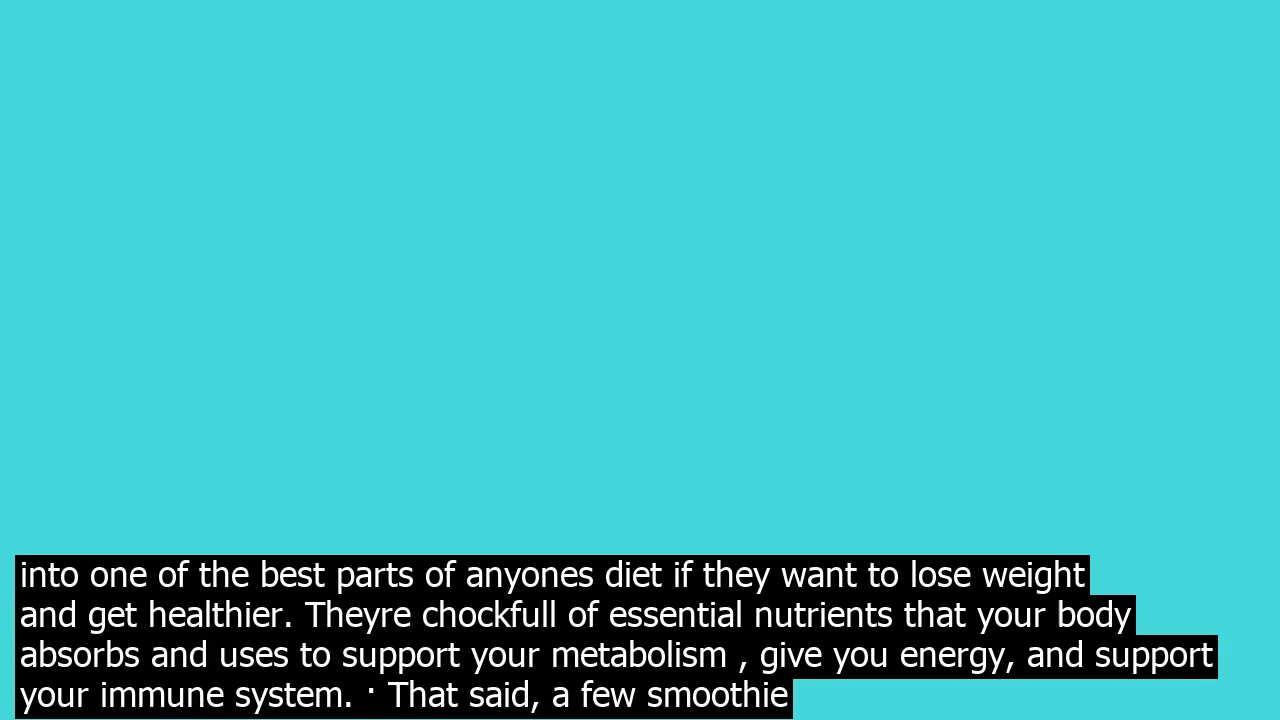 into one of the best parts of anyones diet if they want to lose weight
and get healthier. Theyre chockfull of essential nutrients that your body
absorbs and uses to support your metabolism , give you energy, and support
your immune system. · That said, a few smoothie